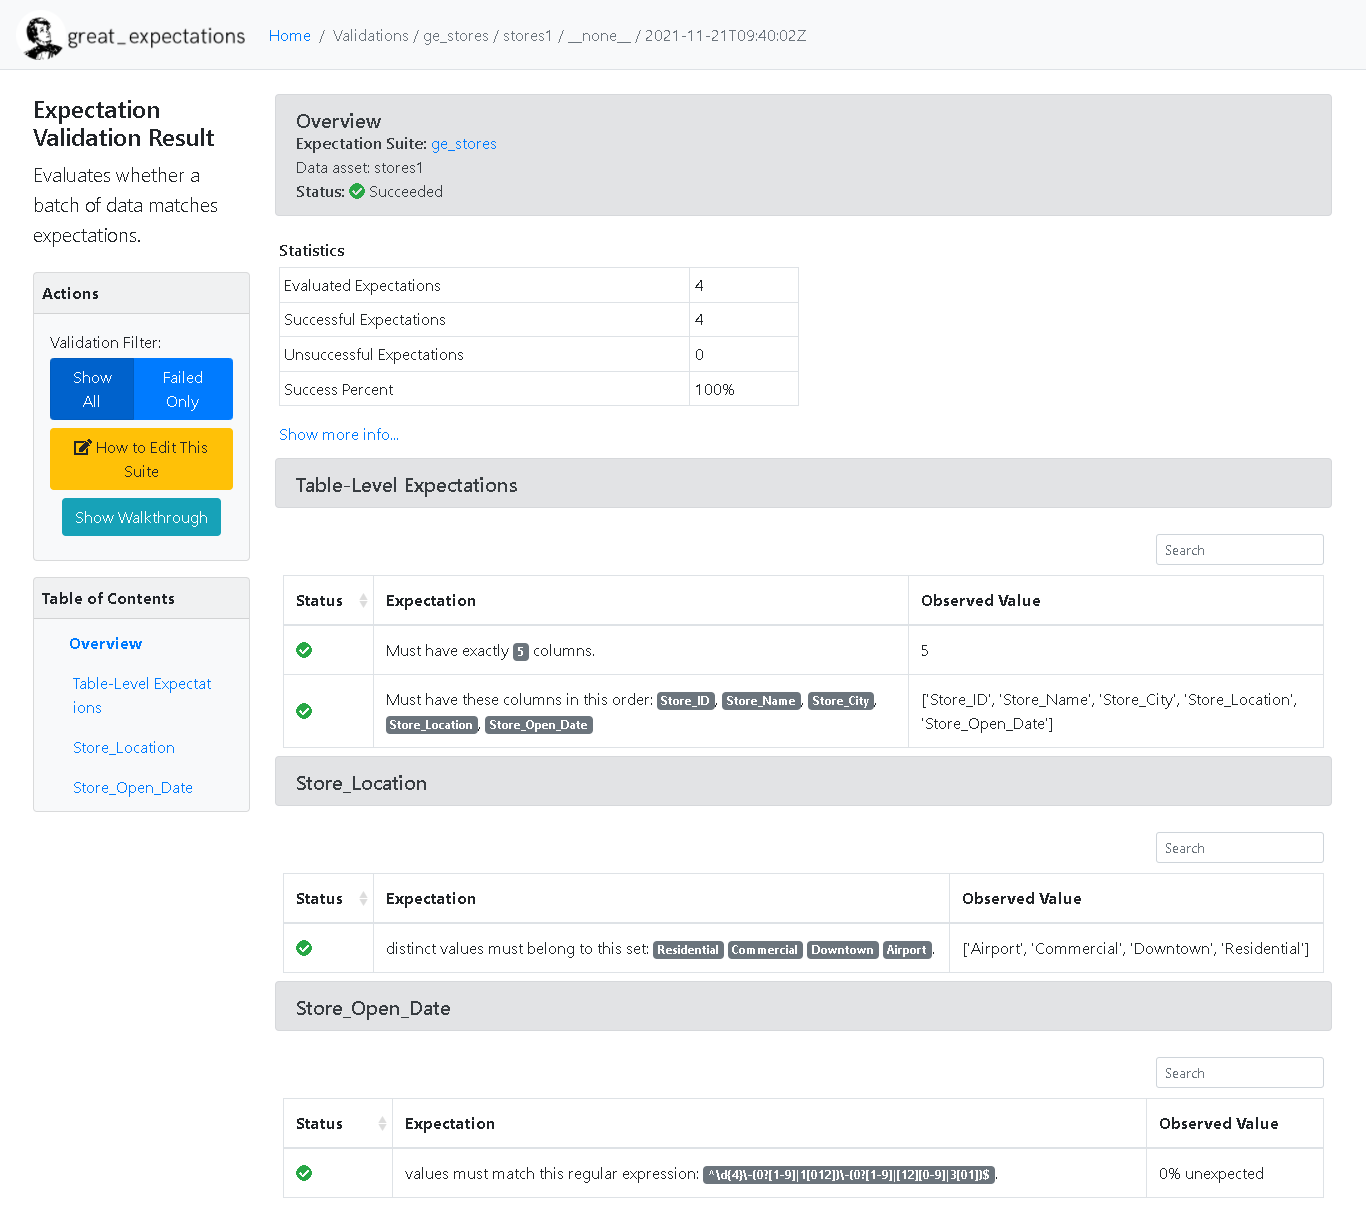 great_expectations
Home / Validations / ge_stores / stores1 / __none__ / 2021-11-21T09:40:02Z
Expectation
Validation Result
Evaluates whether a
batch of data matches
expectations.
Actions
Validation Filter:
Show
All
Failed
Only
How to Edit This
Suite
Show Walkthrough
Table of Contents
Overview
Table-Level Expectat
ions
Store_Location
Store_Open_Date
Overview
Expectation Suite: ge_stores
Data asset: stores1
Status: Succeeded
Statistics
Evaluated Expectations 4
Successful Expectations 4
Unsuccessful Expectations 0
Success Percent 100%
Show more info...
Table-Level Expectations
Search
Status Expectation Observed Value
Must have exactly 5 columns. 5
Must have these columns in this order: Store_ID, Store_Name, Store_City,
Store_Location, Store_Open_Date
['Store_ID', 'Store_Name', 'Store_City', 'Store_Location',
'Store_Open_Date']
Store_Location
Search
Status Expectation Observed Value
distinct values must belong to this set: Residential Commercial Downtown Airport. ['Airport', 'Commercial', 'Downtown', 'Residential']
Store_Open_Date
Search
Status Expectation Observed Value
values must match this regular expression: ^\d{4}\-(0?[1-9]|1[012])\-(0?[1-9]|[12][0-9]|3[01])$. 0% unexpected